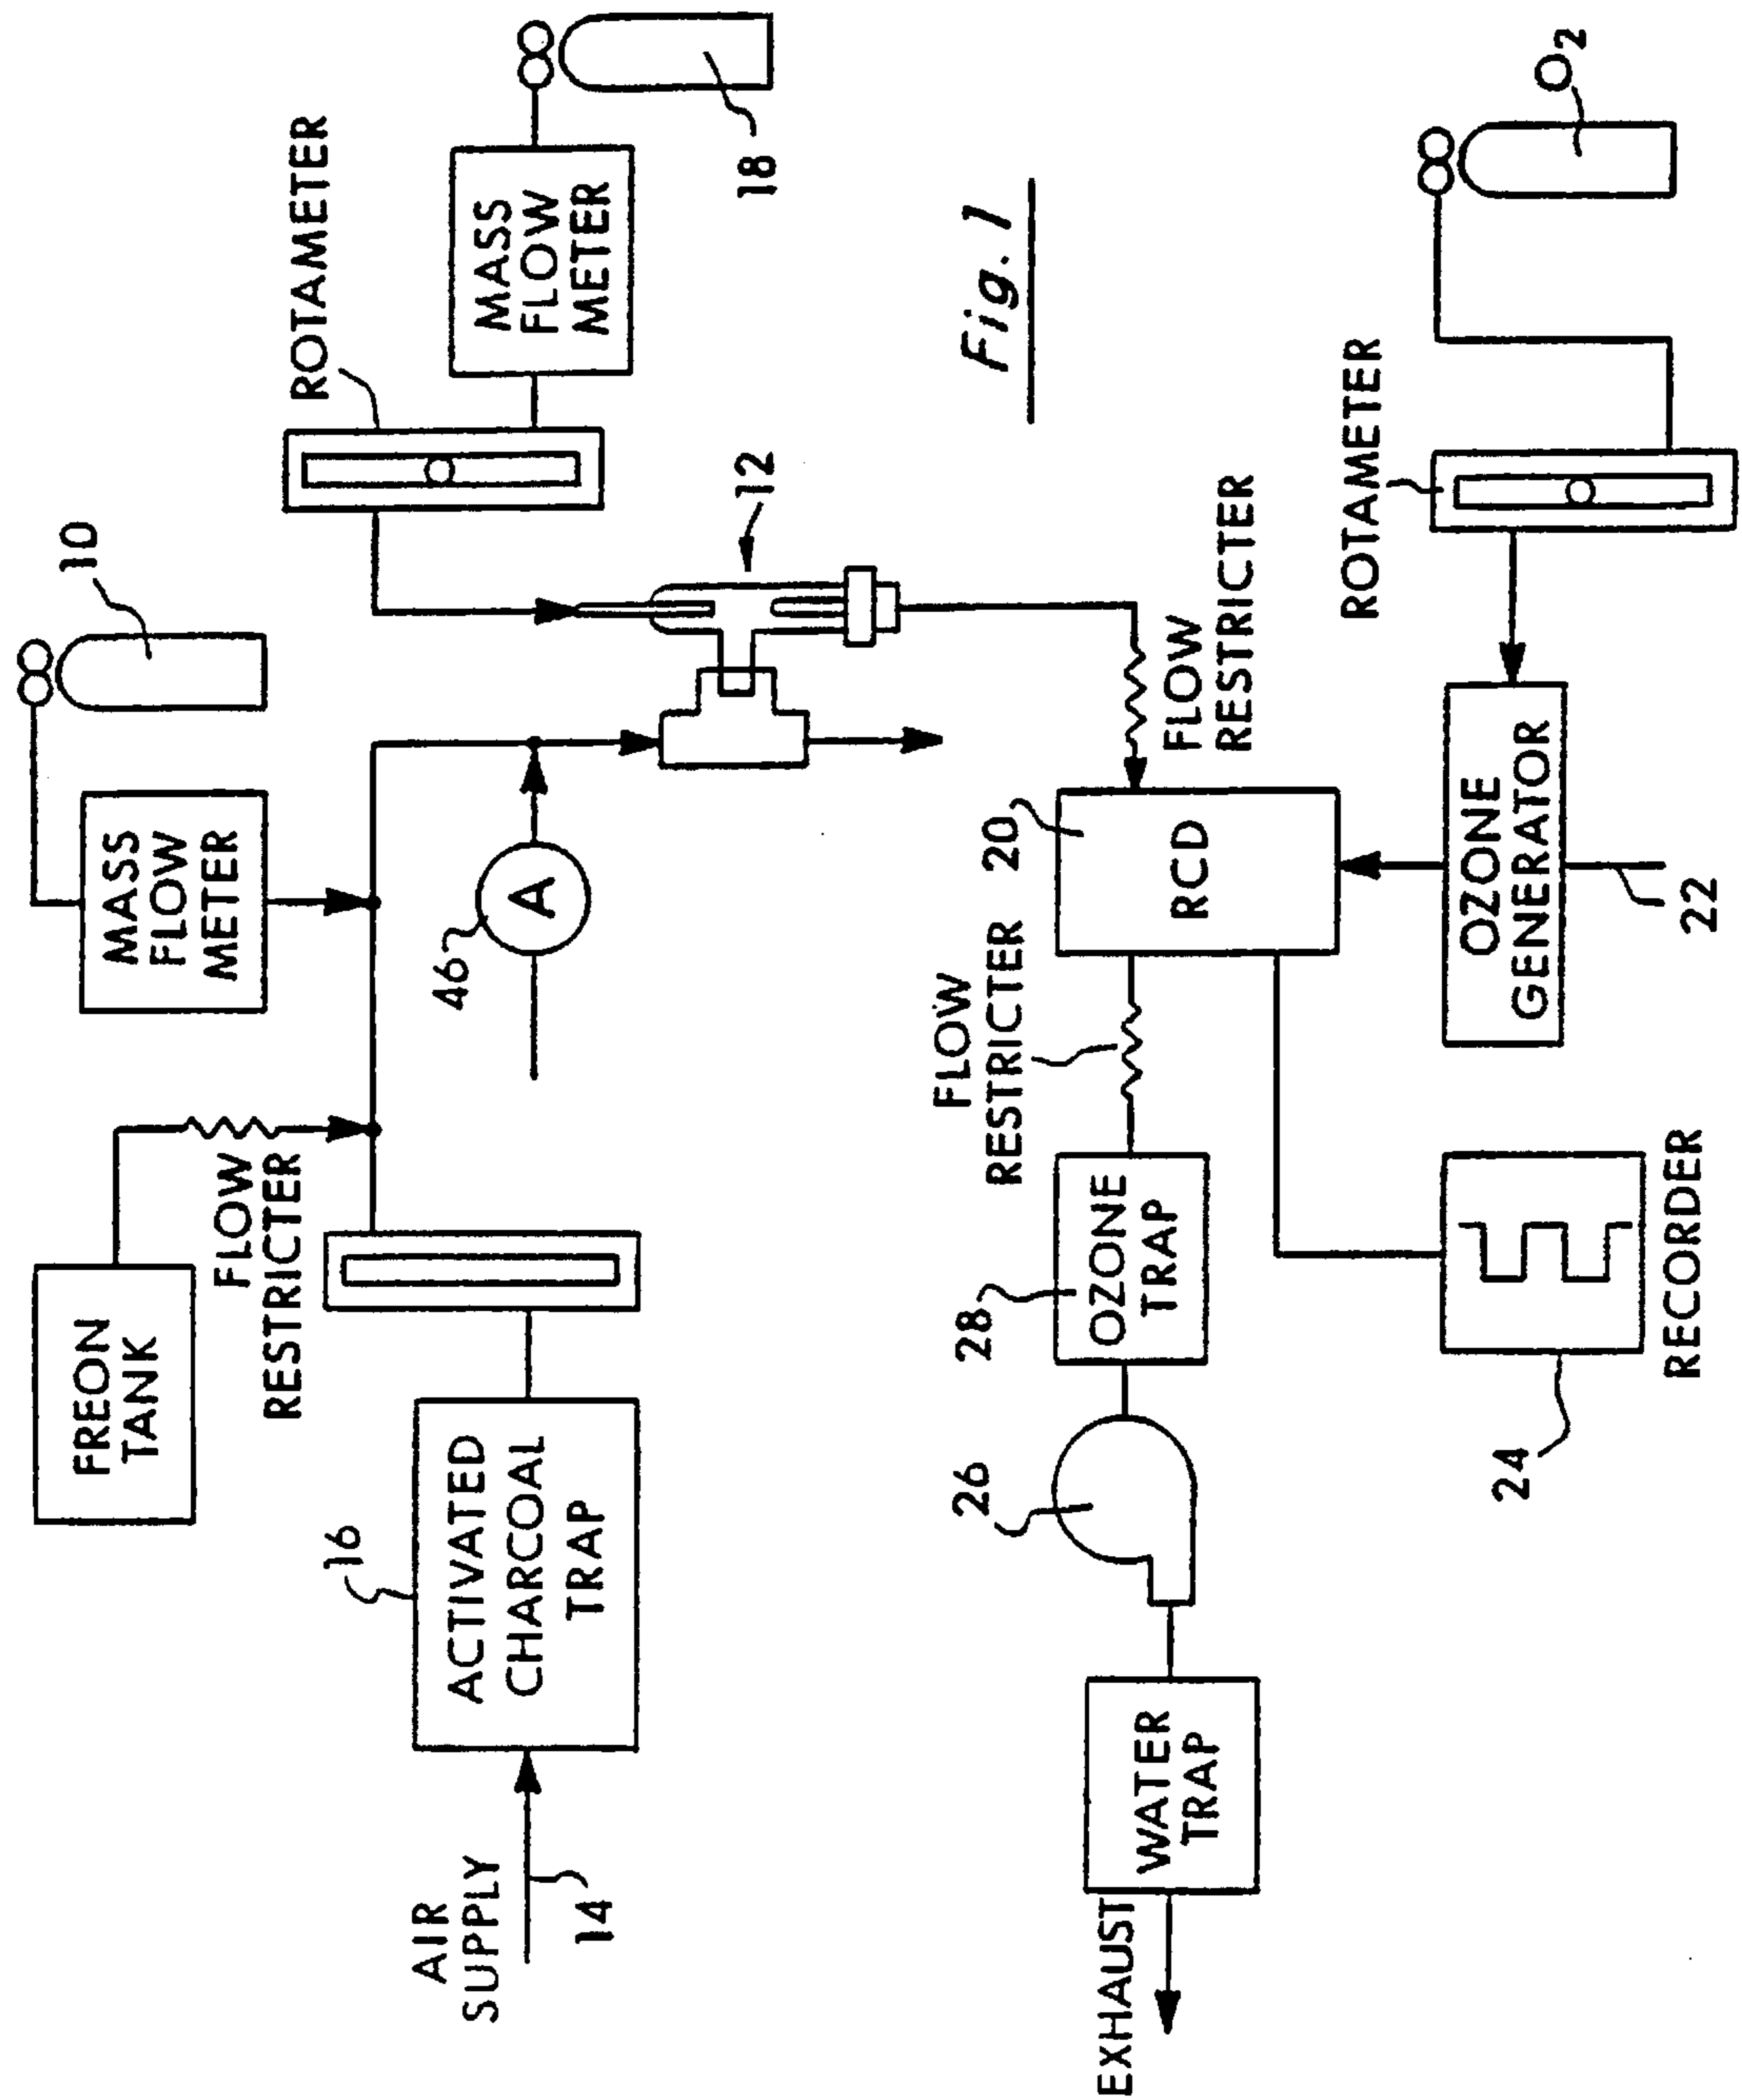 FREON
TANK
FLOW
RESTRICTER
MASS
FLOW
METER
10
ROTAMETER
MASS
FLOW
METER
18
16
ACTIVATED
CHARCOAL
TRAP
AIR
SUPPLY
14
46
A
12
Fig. 1
FLOW
RESTRICTER
FLOW
RESTRICTER
20
RCD
28
OZONE
TRAP
26
WATER
TRAP
EXHAUST
24
RECORDER
OZONE
GENERATOR
22
ROTAMETER
O2